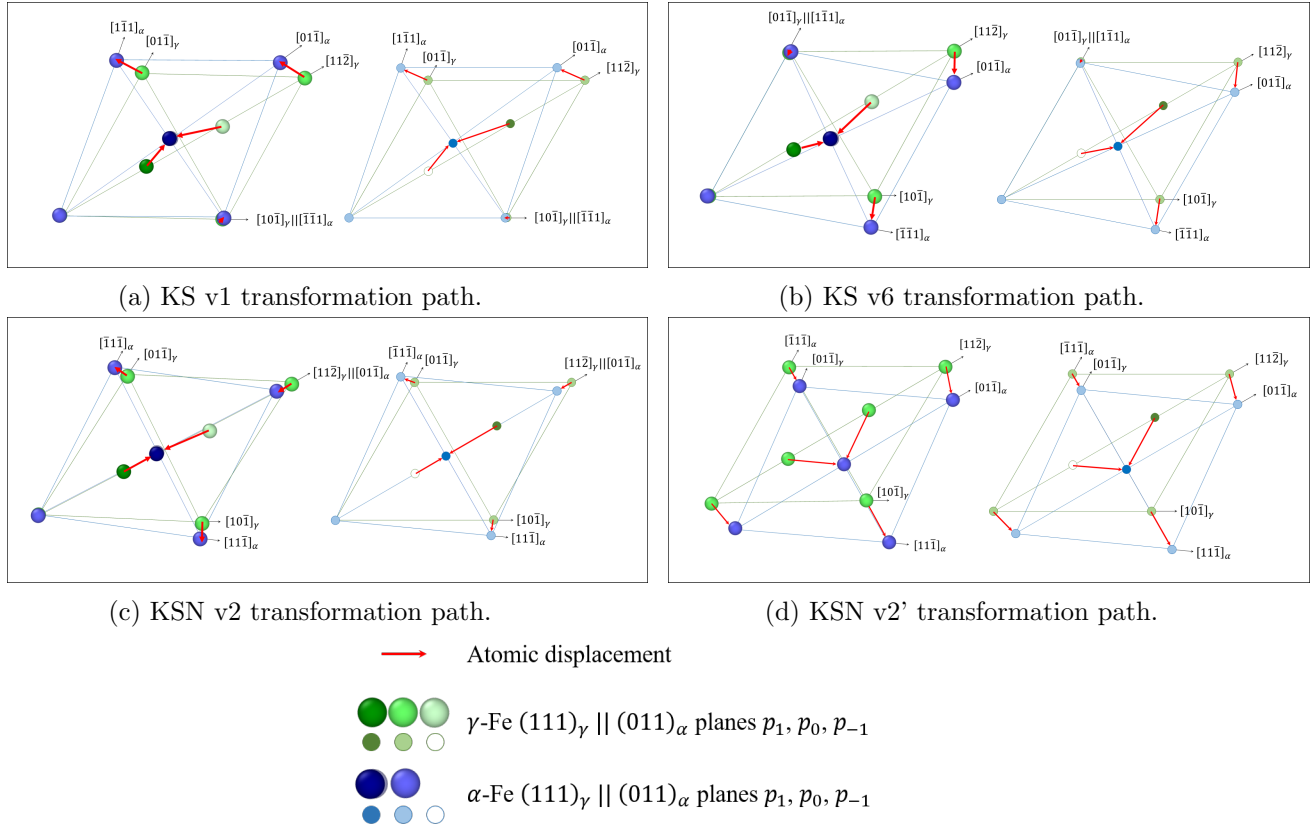 [1̄1̄1]α
[01̄1̄]γ
[01̄1̄]α
[112̄]γ
[101̄]γ||[1̄1̄1]α
[11̄1]α
[011̄]γ
[011̄]α
[112̄]γ
[101̄]γ||[1̄1̄1]α
(a) KS v1 transformation path.
[011̄]γ||[11̄1]α
[112̄]γ
[011̄]α
[101̄]γ
[1̄1̄1]α
[011̄]γ||[11̄1]α
[112̄]γ
[011̄]α
[101̄]γ
[1̄1̄1]α
(b) KS v6 transformation path.
[1̄11̄]α
[011̄]γ
[112̄]γ||[011̄]α
[101̄]γ
[111̄]α
[1̄11̄]α
[011̄]γ
[112̄]γ||[011̄]α
[101̄]γ
[111̄]α
(c) KSN v2 transformation path.
[1̄11̄]α
[011̄]γ
[112̄]γ
[011̄]α
[101̄]γ
[111̄]α
[1̄11̄]α
[011̄]γ
[112̄]γ
[011̄]α
[101̄]γ
[111̄]α
(d) KSN v2’ transformation path.
Atomic displacement
γ-Fe (111)γ || (011)α planes p₁, p₀, p₋₁
α-Fe (111)γ || (011)α planes p₁, p₀, p₋₁